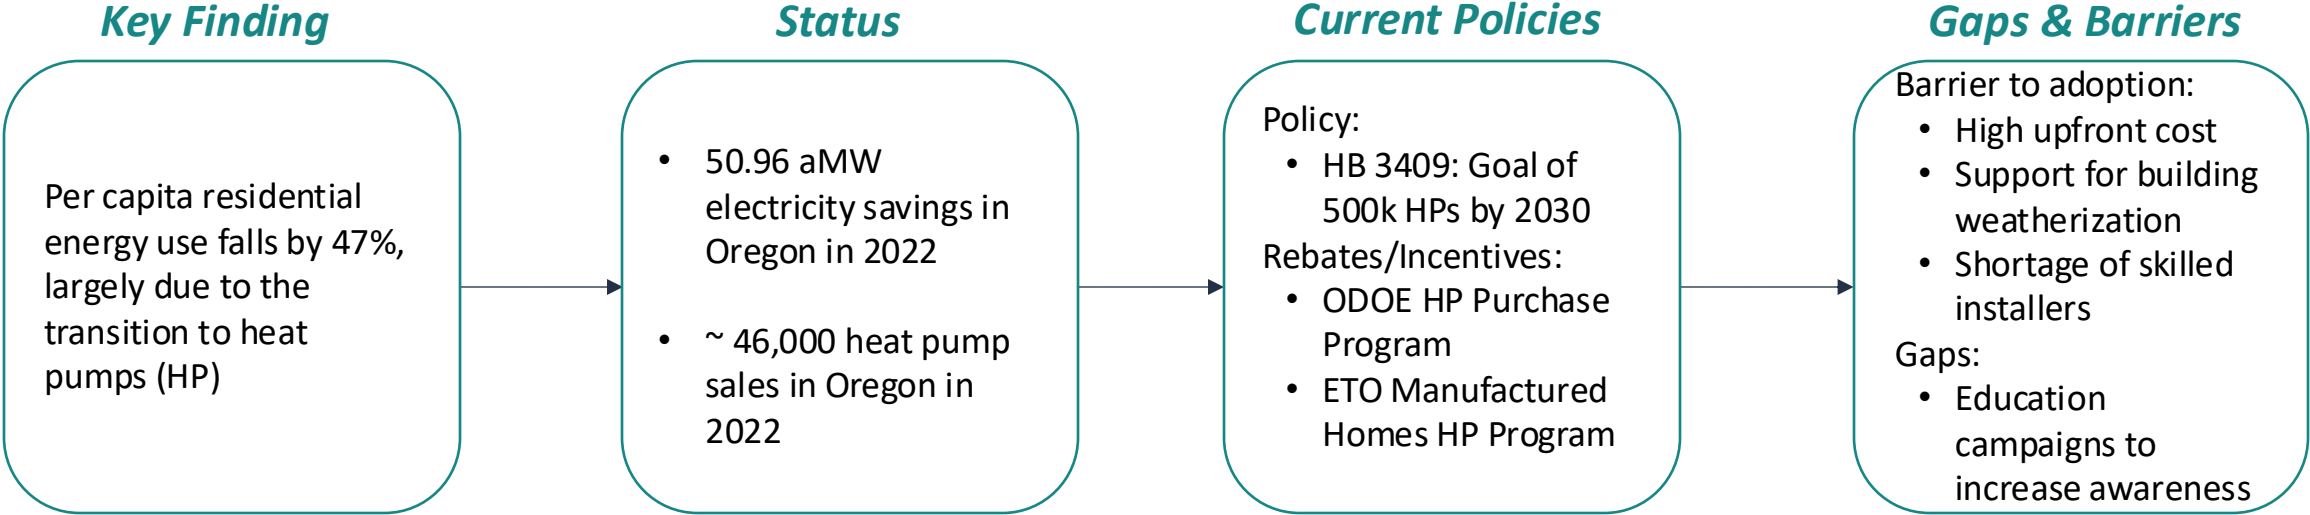 Key Finding
Per capita residential
energy use falls by 47%,
largely due to the
transition to heat
pumps (HP)
Status
• 50.96 aMW
electricity savings in
Oregon in 2022
• ~ 46,000 heat pump
sales in Oregon in
2022
Current Policies
Policy:
• HB 3409: Goal of
500k HPs by 2030
Rebates/Incentives:
• ODOE HP Purchase
Program
• ETO Manufactured
Homes HP Program
Gaps & Barriers
Barrier to adoption:
• High upfront cost
• Support for building
weatherization
• Shortage of skilled
installers
Gaps:
• Education
campaigns to
increase awareness